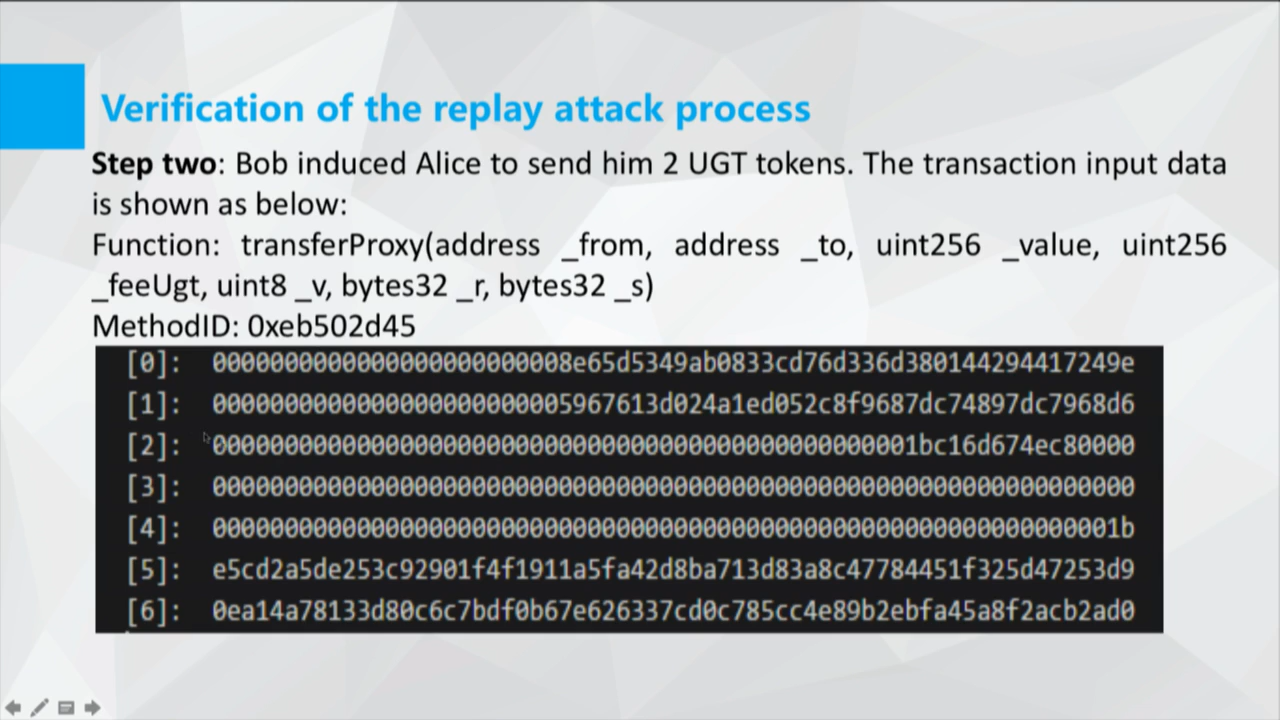 Verification of the replay attack process
Step two: Bob induced Alice to send him 2 UGT tokens. The transaction input data
is shown as below:
Function: transferProxy(address _from, address _to, uint256 _value, uint256
_feeUgt, uint8 _v, bytes32 _r, bytes32 _s)
MethodID: 0xeb502d45
[0]: 0000000000000000000000008e65d5349ab0833cd76d336d380144294417249e
[1]: 0000000000000000000000005967613d024a1ed052c8f9687dc74897dc7968d6
[2]: 0000000000000000000000000000000000000000000000001bc16d674ec80000
[3]: 0000000000000000000000000000000000000000000000000000000000000000
[4]: 000000000000000000000000000000000000000000000000000000000000001b
[5]: e5cd2a5de253c92901f4f1911a5fa42d8ba713d83a8c47784451f325d47253d9
[6]: 0ea14a78133d80c6c7bdf0b67e626337cd0c785cc4e89b2ebfa45a8f2acb2ad0